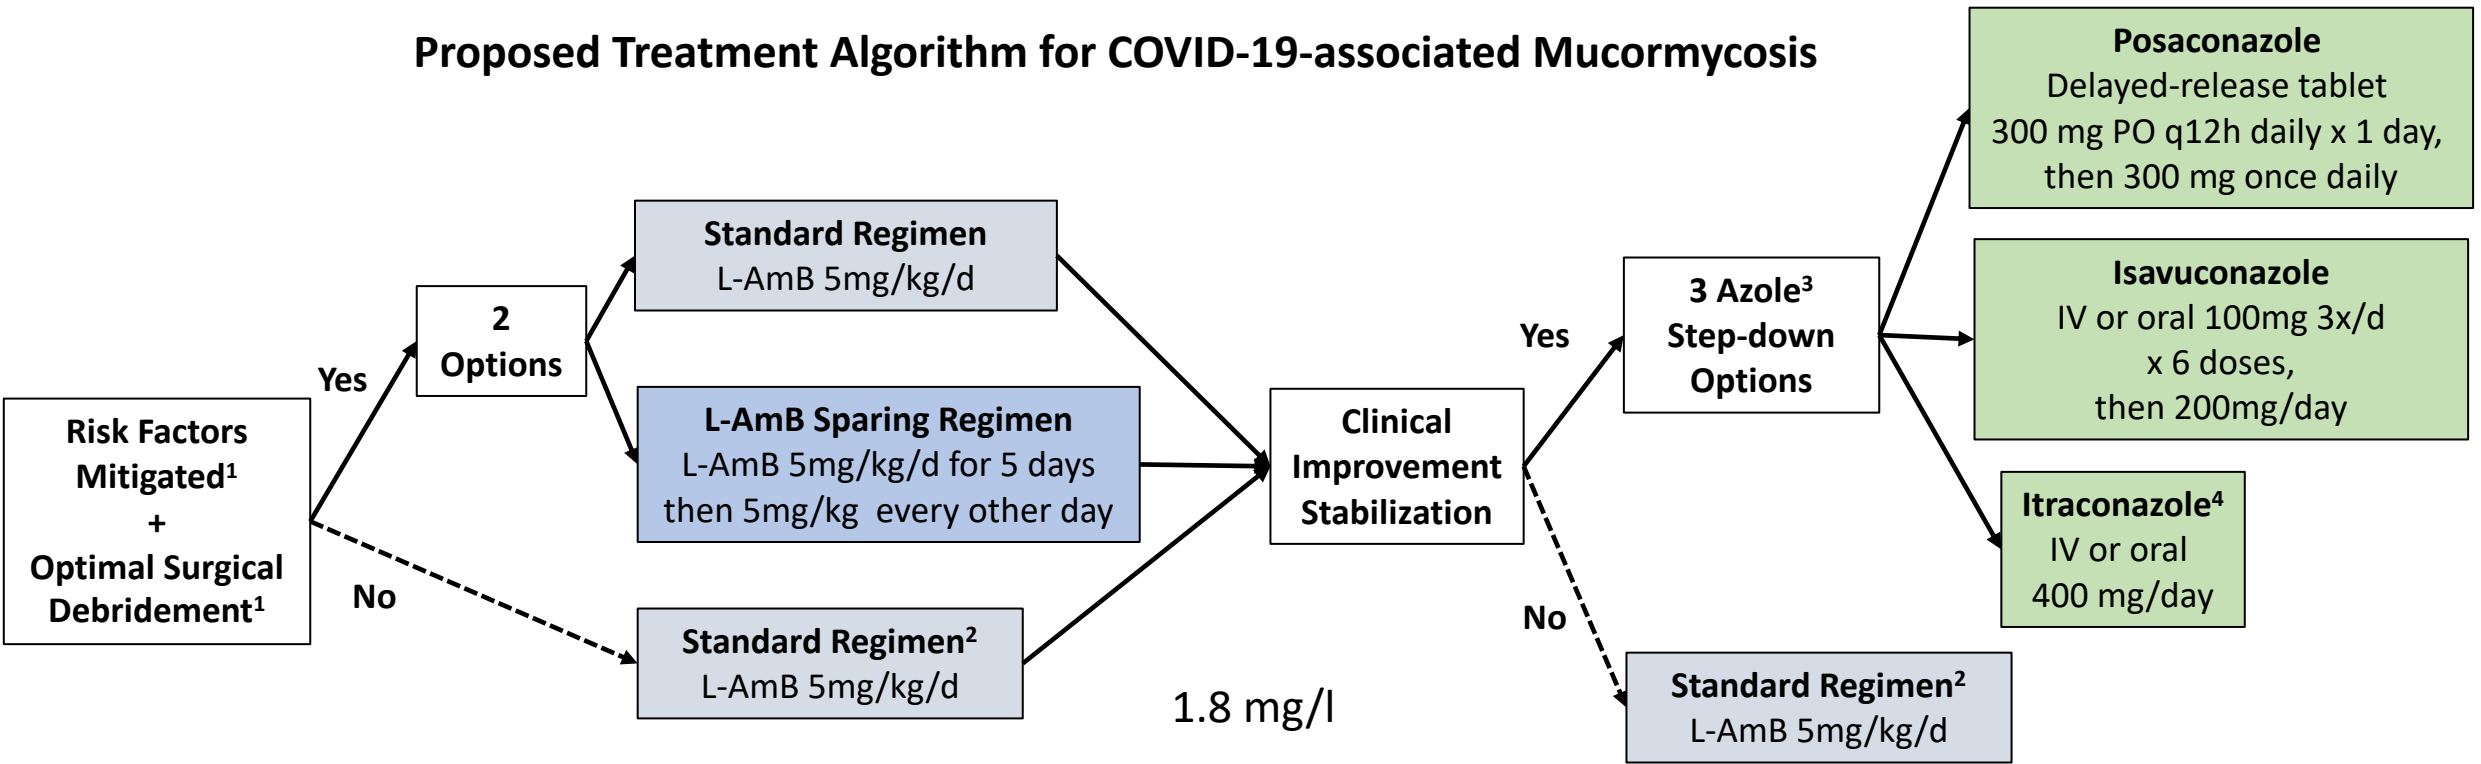 Proposed Treatment Algorithm for COVID-19-associated Mucormycosis
Risk Factors
Mitigated¹
+
Optimal Surgical
Debridement¹
Yes
No
2
Options
Standard Regimen
L-AmB 5mg/kg/d
L-AmB Sparing Regimen
L-AmB 5mg/kg/d for 5 days
then 5mg/kg every other day
Standard Regimen²
L-AmB 5mg/kg/d
1.8 mg/l
Clinical
Improvement
Stabilization
Yes
No
3 Azole³
Step-down
Options
Standard Regimen²
L-AmB 5mg/kg/d
Posaconazole
Delayed-release tablet
300 mg PO q12h daily x 1 day,
then 300 mg once daily
Isavuconazole
IV or oral 100mg 3x/d
x 6 doses,
then 200mg/day
Itraconazole⁴
IV or oral
400 mg/day